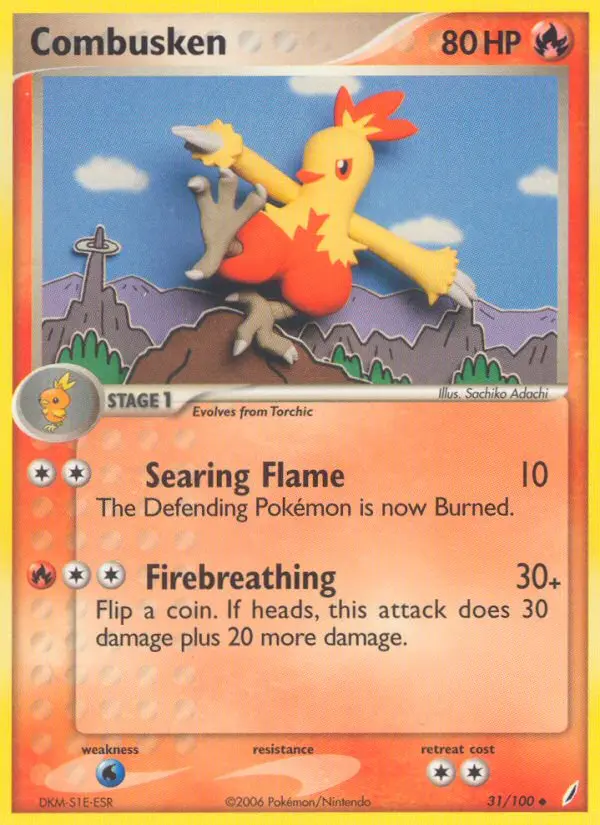 Combusken 80 HP
Illus. Sachiko Adachi
STAGE 1
Evolves from Torchic
Searing Flame 10
The Defending Pokémon is now Burned.
Firebreathing 30+
Flip a coin. If heads, this attack does 30
damage plus 20 more damage.
weakness resistance retreat cost
DKM-S1E-ESR ©2006 Pokémon/Nintendo 31/100